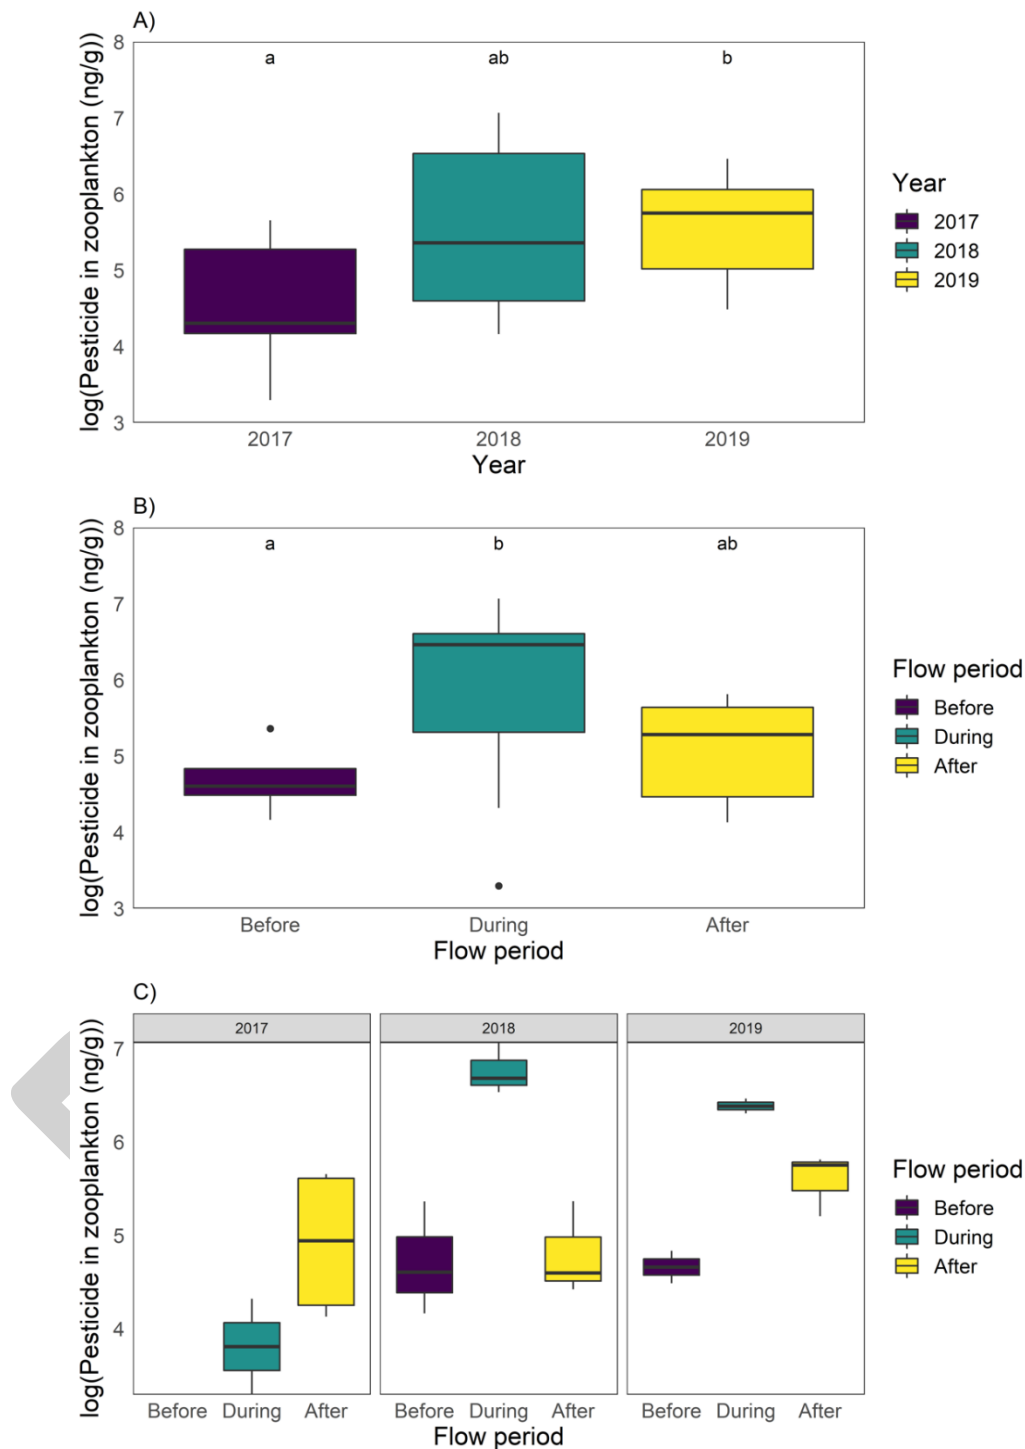 A)
log(Pesticide in zooplankton (ng/g))
8
7
6
5
4
3
a ab b
2017 2018 2019
Year
Year
2017
2018
2019
B)
log(Pesticide in zooplankton (ng/g))
8
7
6
5
4
3
a b ab
Before During After
Flow period
Flow period
Before
During
After
C)
log(Pesticide in zooplankton (ng/g))
2017 2018 2019
7
6
5
4
Before During After Before During After Before During After
Flow period
Flow period
Before
During
After